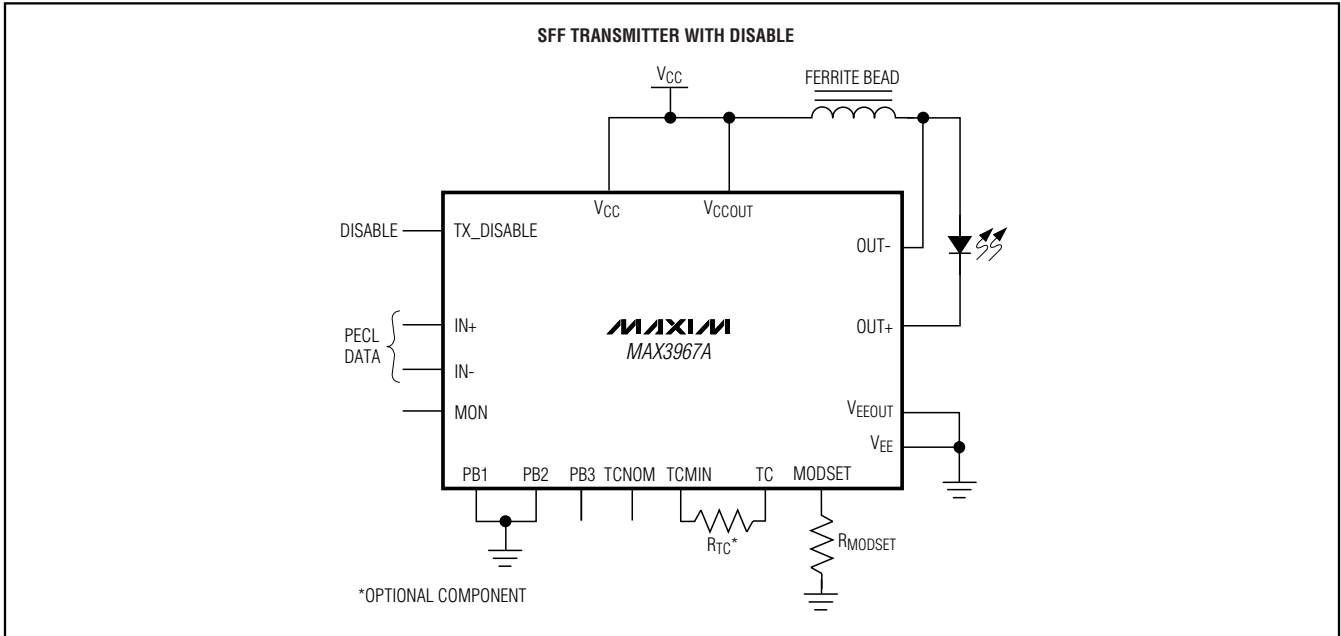 SFF TRANSMITTER WITH DISABLE
VCC
FERRITE BEAD
VCC
VCCOUT
DISABLE
TX_DISABLE
OUT-
PECL
DATA
IN+
IN-
MAXIM
MAX3967A
OUT+
MON
VEEOUT
VEE
PB1 PB2 PB3 TCNOM TCMIN TC MODSET
RTC*
RMODSET
*OPTIONAL COMPONENT